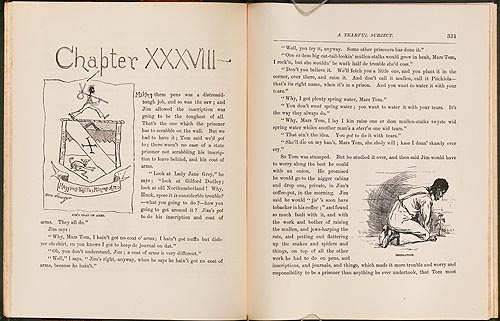 Chapter XXXVIII
Making them pens was a distressid-
tough job, and so was the saw; and
Jim allowed the inscription was
going to be the toughest of all.
That's the one which the prisoner
has to scrabble on the wall. But we
had to have it; Tom said we'd got
to; there warn't no case of a state
prisoner not scrabbling his inscrip-
tion to leave behind, and his coat of
arms.
"Look at Lady Jane Grey," he
says; "look at Gilford Dudley;
look at old Northumberland! Why,
Huck, spose it is considerble trouble?
—what you going to do?—how you
going to get around it? Jim's got
to do his inscription and coat of
JIM'S COAT OF ARMS.
arms. They all do."
Jim says:
"Why, Mars Tom, I hain't got no coat o' arms; I hain't got nuffn but dish-
yer ole shirt, en you knows I got to keep de journal on dat."
"Oh, you don't understand, Jim; a coat of arms is very different."
"Well," I says, "Jim's right, anyway, when he says he hain't got no coat of
arms, because he hain't."
A TEARFUL SUBJECT. 331
"Well, you try it, anyway. Some other prisoners has done it."
"One er dem big cat-tail-lookin' mullen-stalks would grow in heah, Mars Tom,
I reck'n, but she wouldn' be wuth half de trouble she'd coss."
"Don't you believe it. We'll fetch you a little one, and you plant it in the
corner, over there, and raise it. And don't call it mullen, call it Pitchiola—
that's its right name, when it's in a prison. And you want to water it with your
tears."
"Why, I got plenty spring water, Mars Tom."
"You don't want spring water; you want to water it with your tears. It's
the way they always do."
"Why, Mars Tom, I lay I kin raise one er dem mullen-stalks twyste wid
spring water whiles another man's a start'n one wid tears."
"That ain't the idea. You got to do it with tears."
"She'll die on my han's, Mars Tom, she sholy will; kase I doan' skasely ever
cry."
So Tom was stumped. But he studied it over, and then said Jim would have
to worry along the best he could
with an onion. He promised
he would go to the nigger cabins
and drop one, private, in Jim's
coffee-pot, in the morning. Jim
said he would "jis' 's soon have
tobacker in his coffee;" and found
so much fault with it, and with
the work and bother of raising
the mullen, and jews-harping the
rats, and petting and flattering
up the snakes and spiders and
things, on top of all the other
work he had to do on pens, and
IRRIGATION.
inscriptions, and journals, and things, which made it more trouble and worry and
responsibility to be a prisoner than anything he ever undertook, that Tom most